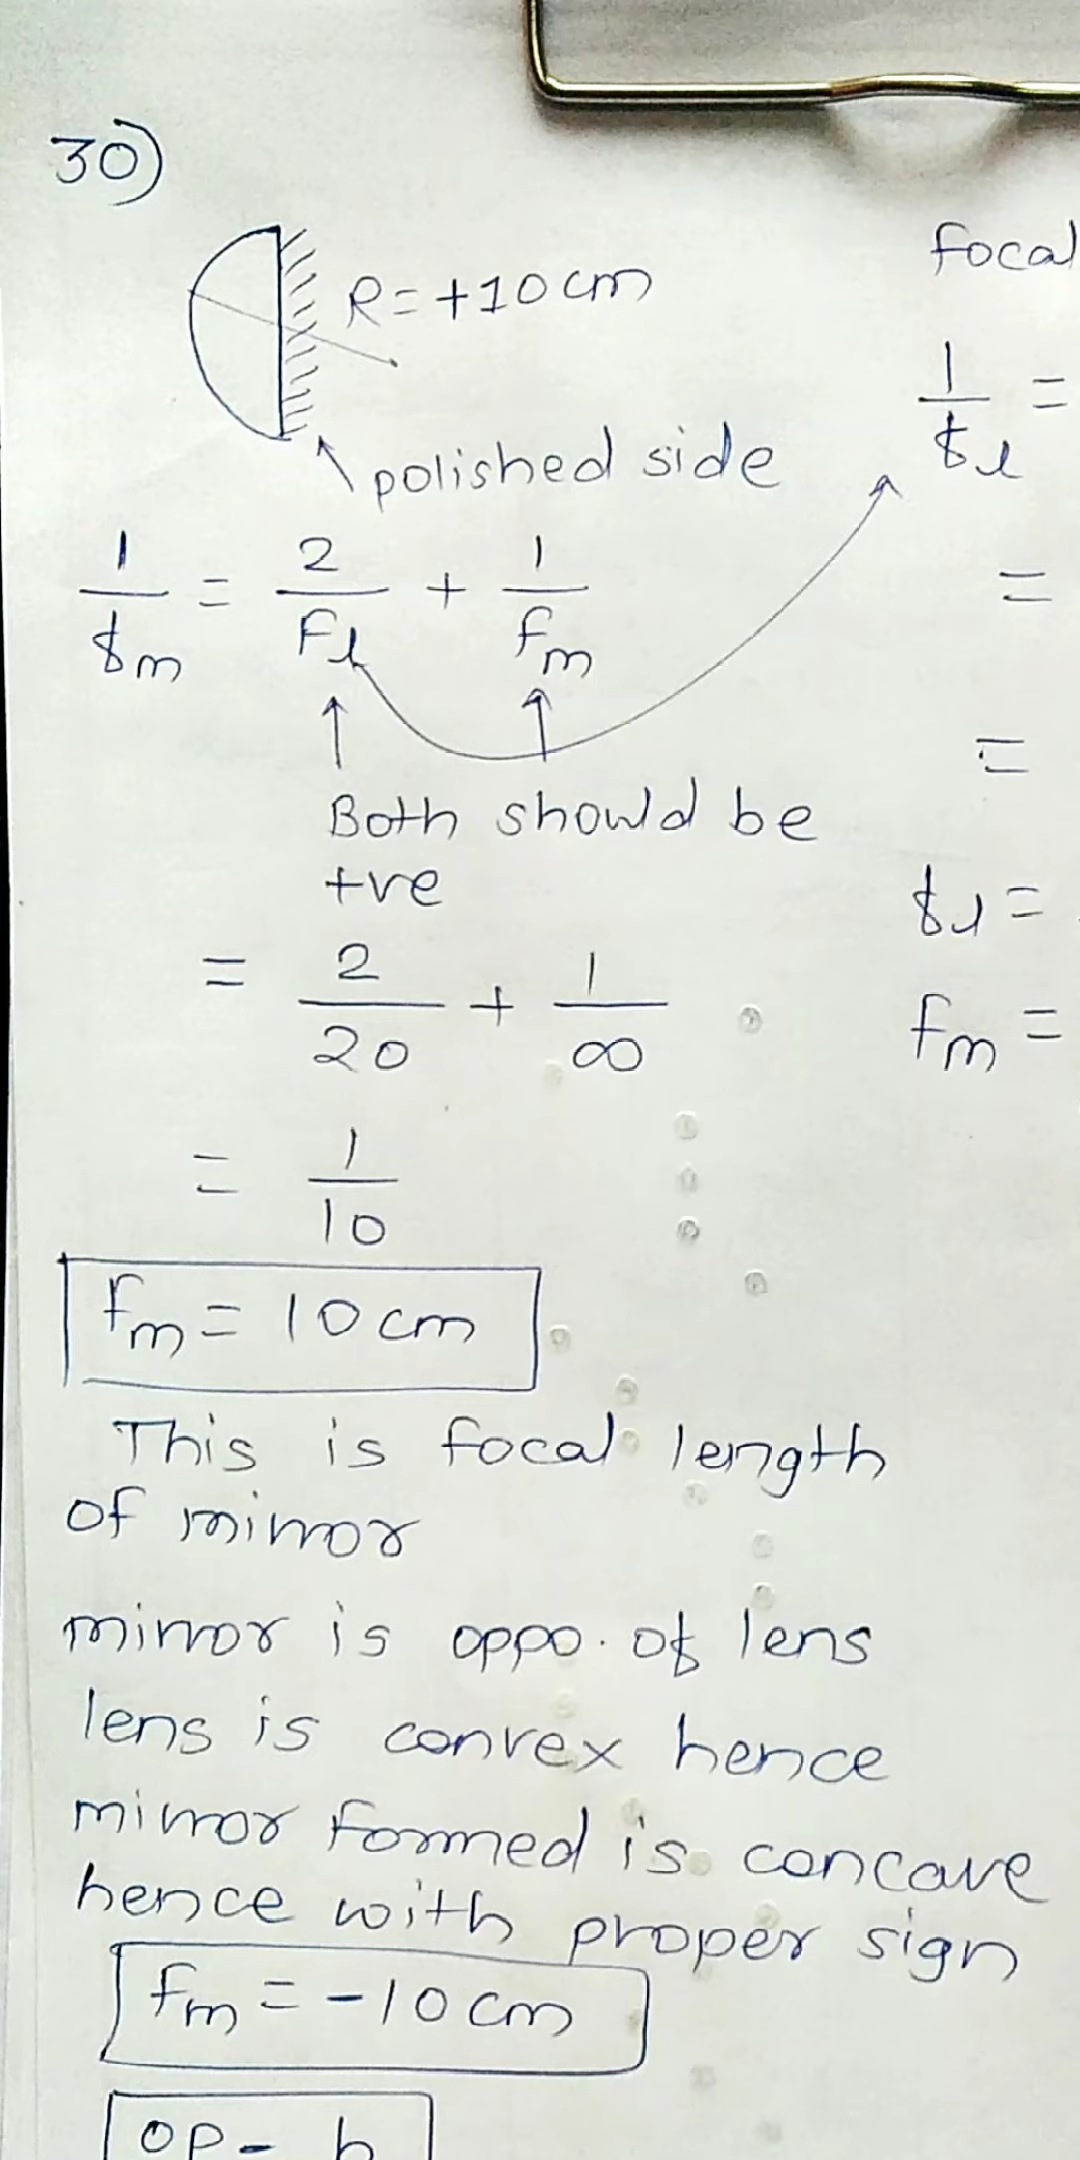 30)
R = +10 cm
polished side
1/fm = 2/Fl + 1/fm
Both should be
+ve
= 2/20 + 1/∞
= 1/10
fm = 10 cm
This is focal length
of mirror
mirror is oppo. of lens
lens is convex hence
mirror formed is concave
hence with proper sign
fm = -10 cm
OP - b
focal
1/fl =
=
=
fl =
fm =